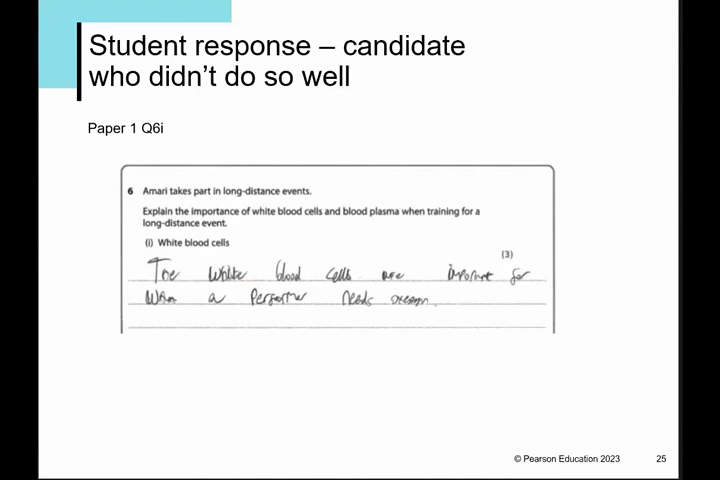 Student response – candidate
who didn't do so well
Paper 1 Q6i
6 Amari takes part in long-distance events.
Explain the importance of white blood cells and blood plasma when training for a
long-distance event.
(i) White blood cells
(3)
The white blood cells are for
when a Performer needs
© Pearson Education 2023
25